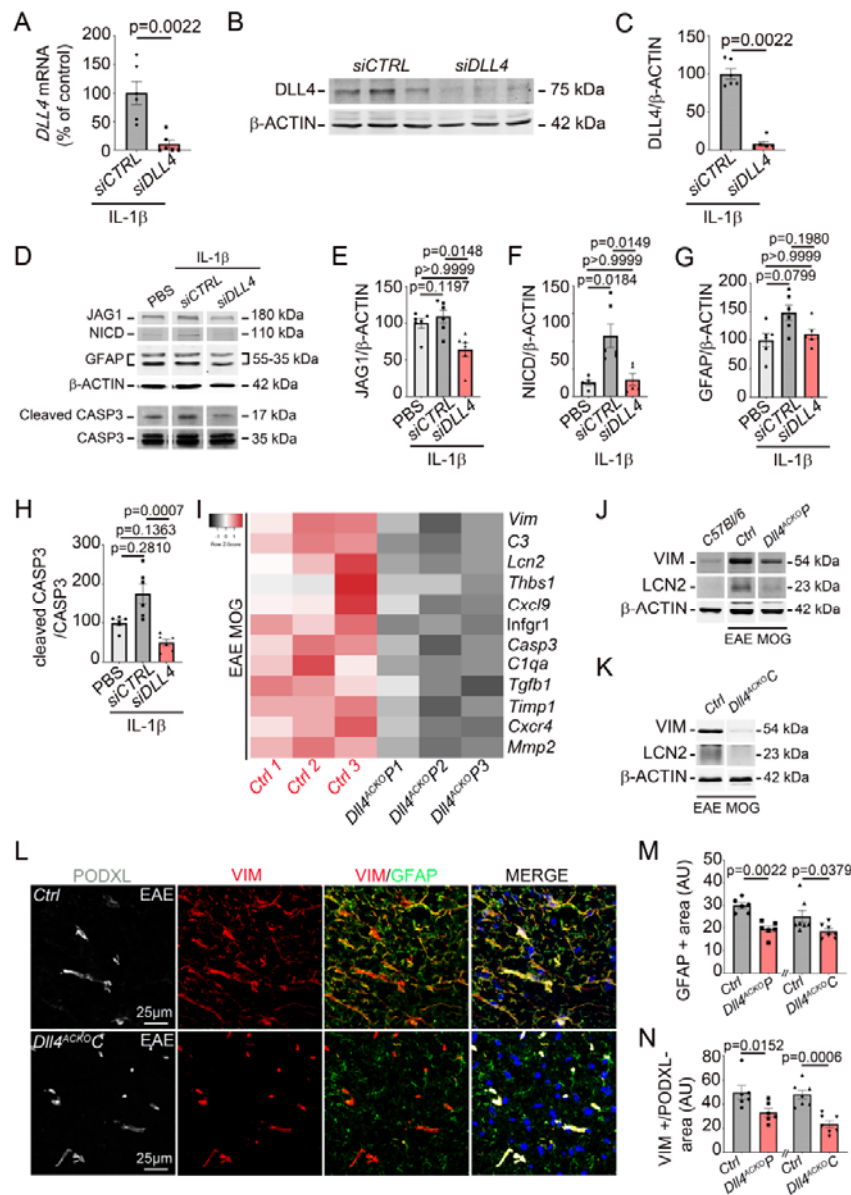 A
p=0.0022
DLL4 mRNA
(% of control)
200
150
100
50
0
siCTRL
siDLL4
IL-1β
B
siCTRL
siDLL4
DLL4
75 kDa
β-ACTIN
42 kDa
C
p=0.0022
DLL4/β-ACTIN
150
100
50
0
siCTRL
siDLL4
IL-1β
D
IL-1β
PBS
siCTRL
siDLL4
JAG1
180 kDa
NICD
110 kDa
GFAP
55-35 kDa
β-ACTIN
42 kDa
Cleaved CASP3
17 kDa
CASP3
35 kDa
E
p=0.0148
p>0.9999
p=0.1197
JAG1/β-ACTIN
150
100
50
0
PBS
siCTRL
siDLL4
IL-1β
F
p=0.0149
p>0.9999
p=0.0184
NICD/β-ACTIN
150
100
50
0
PBS
siCTRL
siDLL4
IL-1β
G
p=0.1980
p>0.9999
p=0.0799
GFAP/β-ACTIN
200
150
100
50
0
PBS
siCTRL
siDLL4
IL-1β
H
p=0.0007
p=0.1363
p=0.2810
cleaved CASP3
/CASP3
300
200
100
0
PBS
siCTRL
siDLL4
IL-1β
I
-1 0 1
Row Z-Score
EAE MOG
Vim
C3
Lcn2
Thbs1
Cxcl9
Infgr1
Casp3
C1qa
Tgfb1
Timp1
Cxcr4
Mmp2
Ctrl 1
Ctrl 2
Ctrl 3
Dll4ACKOP1
Dll4ACKOP2
Dll4ACKOP3
J
C57Bl/6
Ctrl
Dll4ACKOP
VIM
54 kDa
LCN2
23 kDa
β-ACTIN
42 kDa
EAE MOG
K
Ctrl
Dll4ACKOC
VIM
54 kDa
LCN2
23 kDa
β-ACTIN
42 kDa
EAE MOG
L
PODXL
VIM
VIM/GFAP
MERGE
Ctrl
EAE
25µm
Dll4ACKOC
EAE
25µm
M
p=0.0022
p=0.0379
GFAP + area (AU)
50
40
30
20
10
0
Ctrl
Dll4ACKOP
Ctrl
Dll4ACKOC
N
p=0.0152
p=0.0006
VIM +/PODXL-
area (AU)
80
60
40
20
0
Ctrl
Dll4ACKOP
Ctrl
Dll4ACKOC